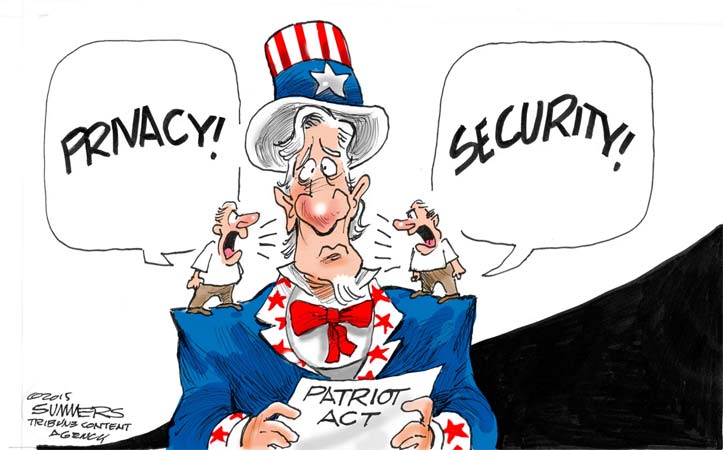 PRIVACY!
SECURITY!
PATRIOT
ACT
©2015
SUMMERS
TRIBUNE CONTENT
AGENCY